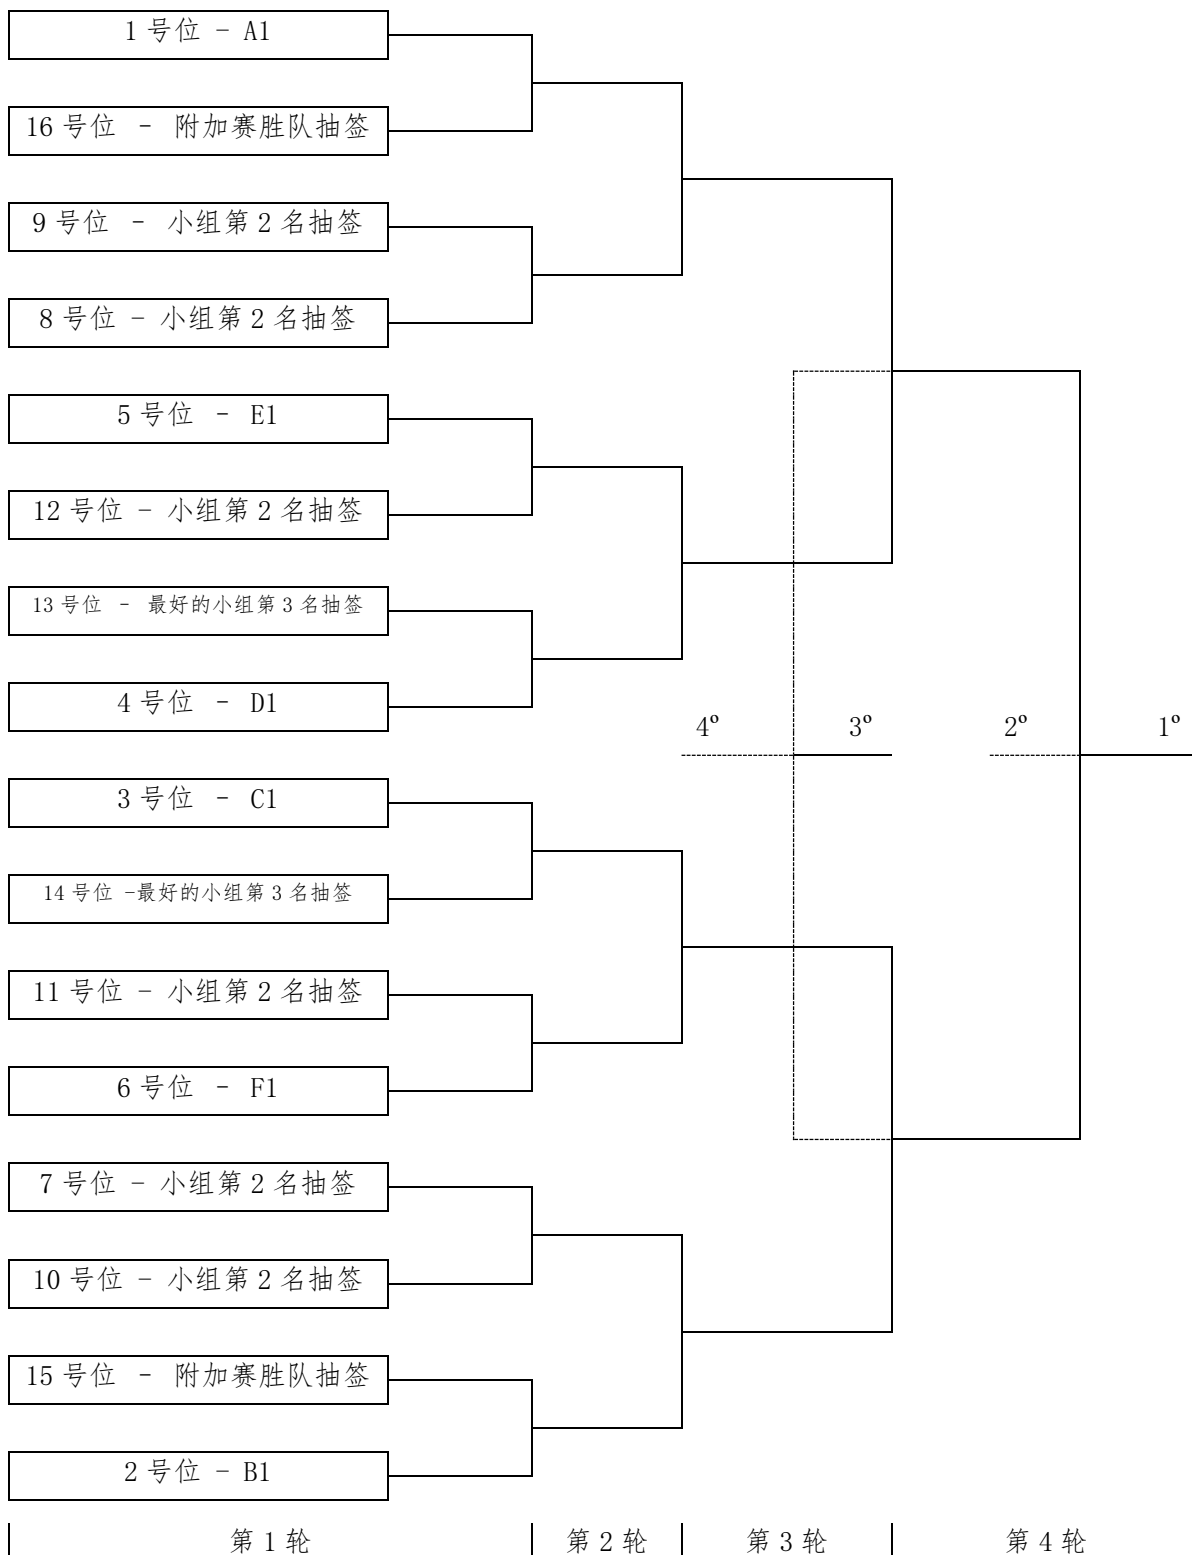 1 号位 - A1
16 号位 - 附加赛胜队抽签
9 号位 - 小组第 2 名抽签
8 号位 - 小组第 2 名抽签
5 号位 - E1
12 号位 - 小组第 2 名抽签
13 号位 - 最好的小组第 3 名抽签
4 号位 - D1
4º 3º 2º 1º
3 号位 - C1
14 号位 -最好的小组第 3 名抽签
11 号位 - 小组第 2 名抽签
6 号位 - F1
7 号位 - 小组第 2 名抽签
10 号位 - 小组第 2 名抽签
15 号位 - 附加赛胜队抽签
2 号位 - B1
第 1 轮 第 2 轮 第 3 轮 第 4 轮